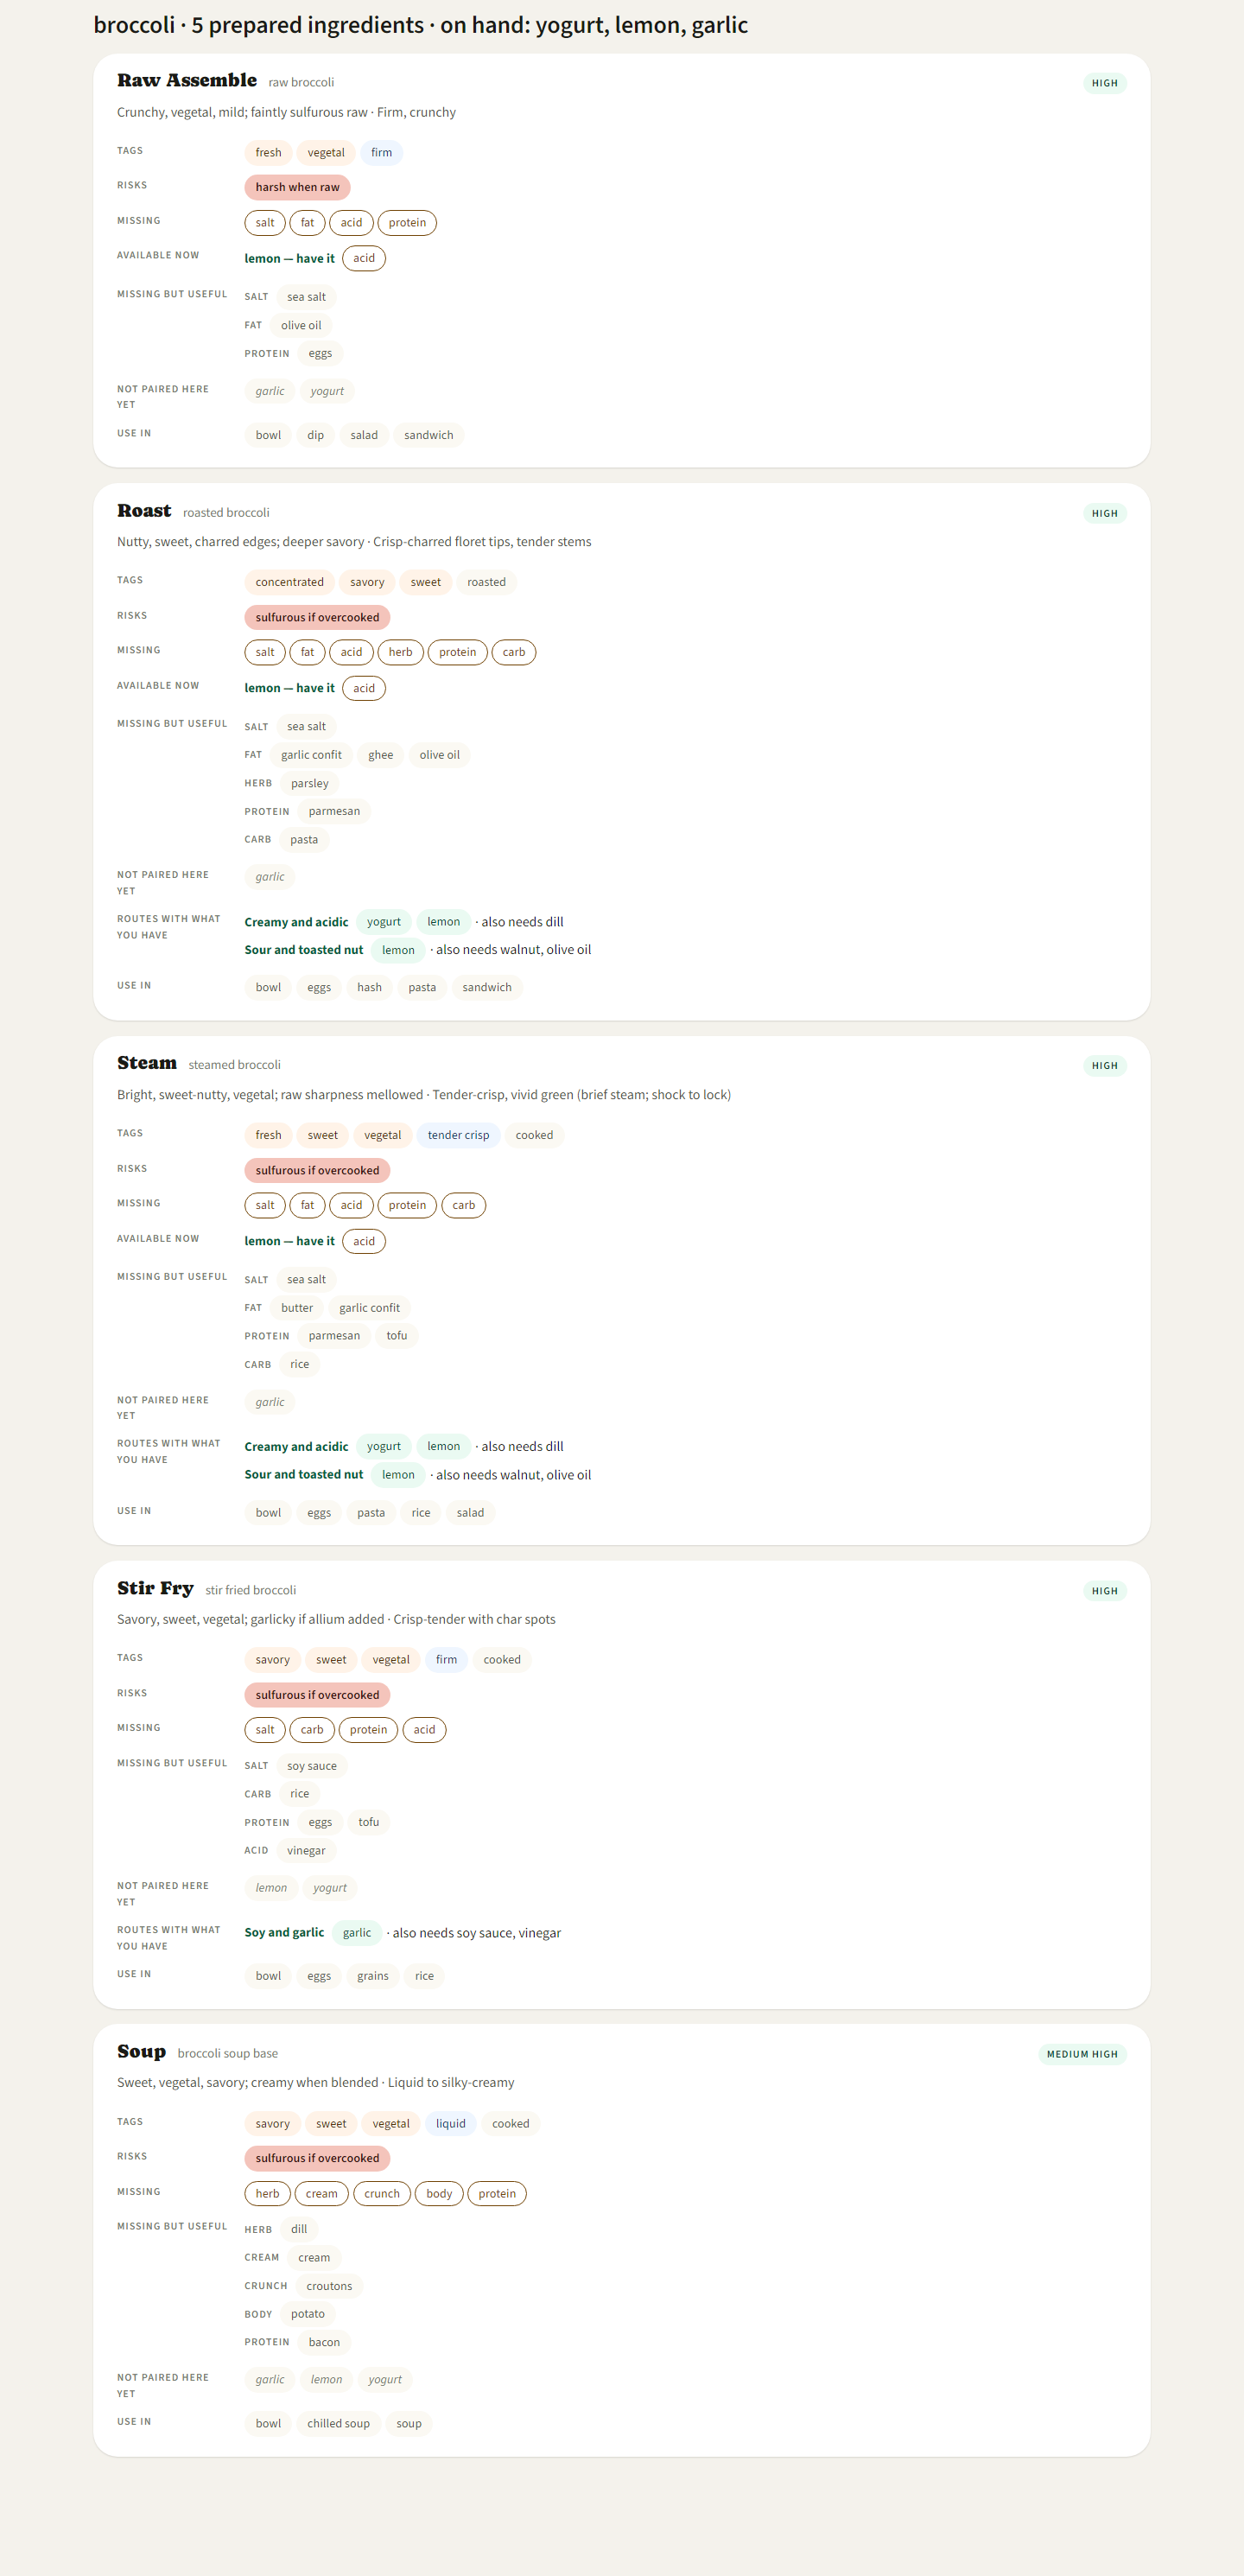 broccoli · 5 prepared ingredients · on hand: yogurt, lemon, garlic
Raw Assemble raw broccoli HIGH
Crunchy, vegetal, mild; faintly sulfurous raw · Firm, crunchy
TAGS fresh vegetal firm
RISKS harsh when raw
MISSING salt fat acid protein
AVAILABLE NOW lemon — have it acid
MISSING BUT USEFUL SALT sea salt
FAT olive oil
PROTEIN eggs
NOT PAIRED HERE YET garlic yogurt
USE IN bowl dip salad sandwich
Roast roasted broccoli HIGH
Nutty, sweet, charred edges; deeper savory · Crisp-charred floret tips, tender stems
TAGS concentrated savory sweet roasted
RISKS sulfurous if overcooked
MISSING salt fat acid herb protein carb
AVAILABLE NOW lemon — have it acid
MISSING BUT USEFUL SALT sea salt
FAT garlic confit ghee olive oil
HERB parsley
PROTEIN parmesan
CARB pasta
NOT PAIRED HERE YET garlic
ROUTES WITH WHAT YOU HAVE Creamy and acidic yogurt lemon · also needs dill
Sour and toasted nut lemon · also needs walnut, olive oil
USE IN bowl eggs hash pasta sandwich
Steam steamed broccoli HIGH
Bright, sweet-nutty, vegetal; raw sharpness mellowed · Tender-crisp, vivid green (brief steam; shock to lock)
TAGS fresh sweet vegetal tender crisp cooked
RISKS sulfurous if overcooked
MISSING salt fat acid protein carb
AVAILABLE NOW lemon — have it acid
MISSING BUT USEFUL SALT sea salt
FAT butter garlic confit
PROTEIN parmesan tofu
CARB rice
NOT PAIRED HERE YET garlic
ROUTES WITH WHAT YOU HAVE Creamy and acidic yogurt lemon · also needs dill
Sour and toasted nut lemon · also needs walnut, olive oil
USE IN bowl eggs pasta rice salad
Stir Fry stir fried broccoli HIGH
Savory, sweet, vegetal; garlicky if allium added · Crisp-tender with char spots
TAGS savory sweet vegetal firm cooked
RISKS sulfurous if overcooked
MISSING salt carb protein acid
MISSING BUT USEFUL SALT soy sauce
CARB rice
PROTEIN eggs tofu
ACID vinegar
NOT PAIRED HERE YET lemon yogurt
ROUTES WITH WHAT YOU HAVE Soy and garlic garlic · also needs soy sauce, vinegar
USE IN bowl eggs grains rice
Soup broccoli soup base MEDIUM HIGH
Sweet, vegetal, savory; creamy when blended · Liquid to silky-creamy
TAGS savory sweet vegetal liquid cooked
RISKS sulfurous if overcooked
MISSING herb cream crunch body protein
MISSING BUT USEFUL HERB dill
CREAM cream
CRUNCH croutons
BODY potato
PROTEIN bacon
NOT PAIRED HERE YET garlic lemon yogurt
USE IN bowl chilled soup soup